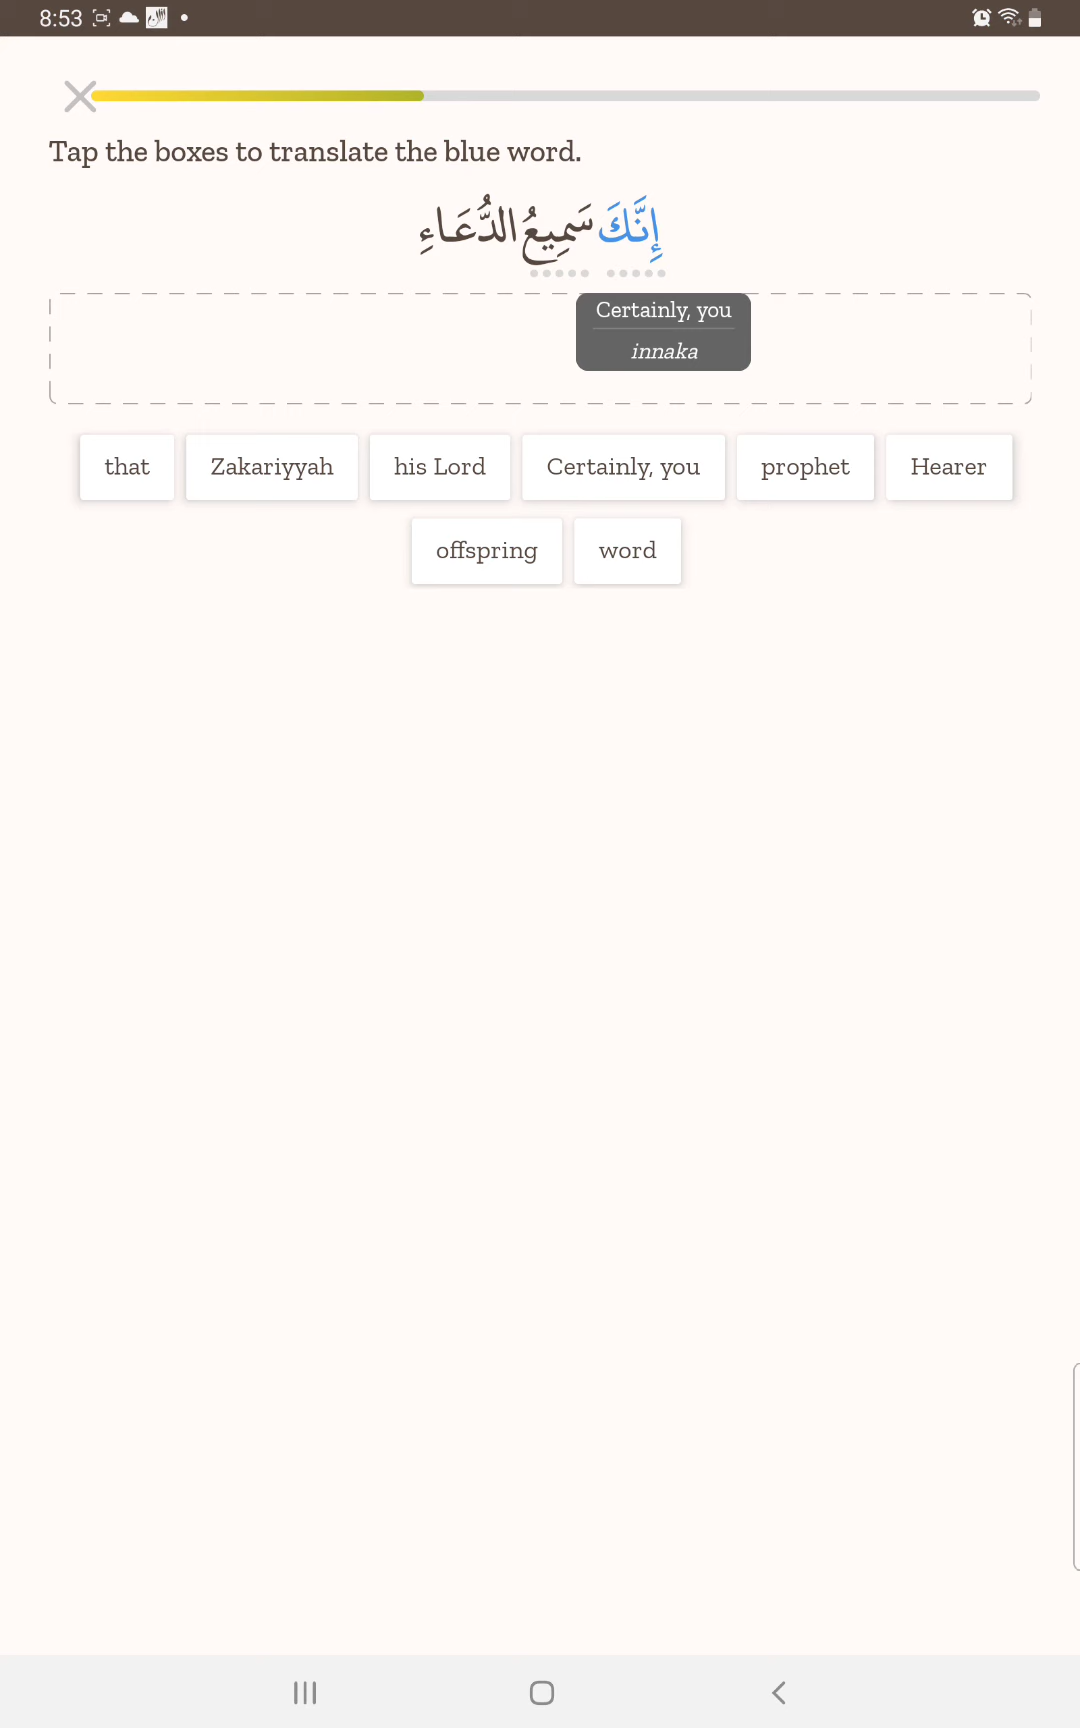 8:53
Tap the boxes to translate the blue word.
إِنَّكَ سَمِيعُ الدُّعَاءِ
Certainly, you
innaka
that Zakariyyah his Lord Certainly, you prophet Hearer
offspring word